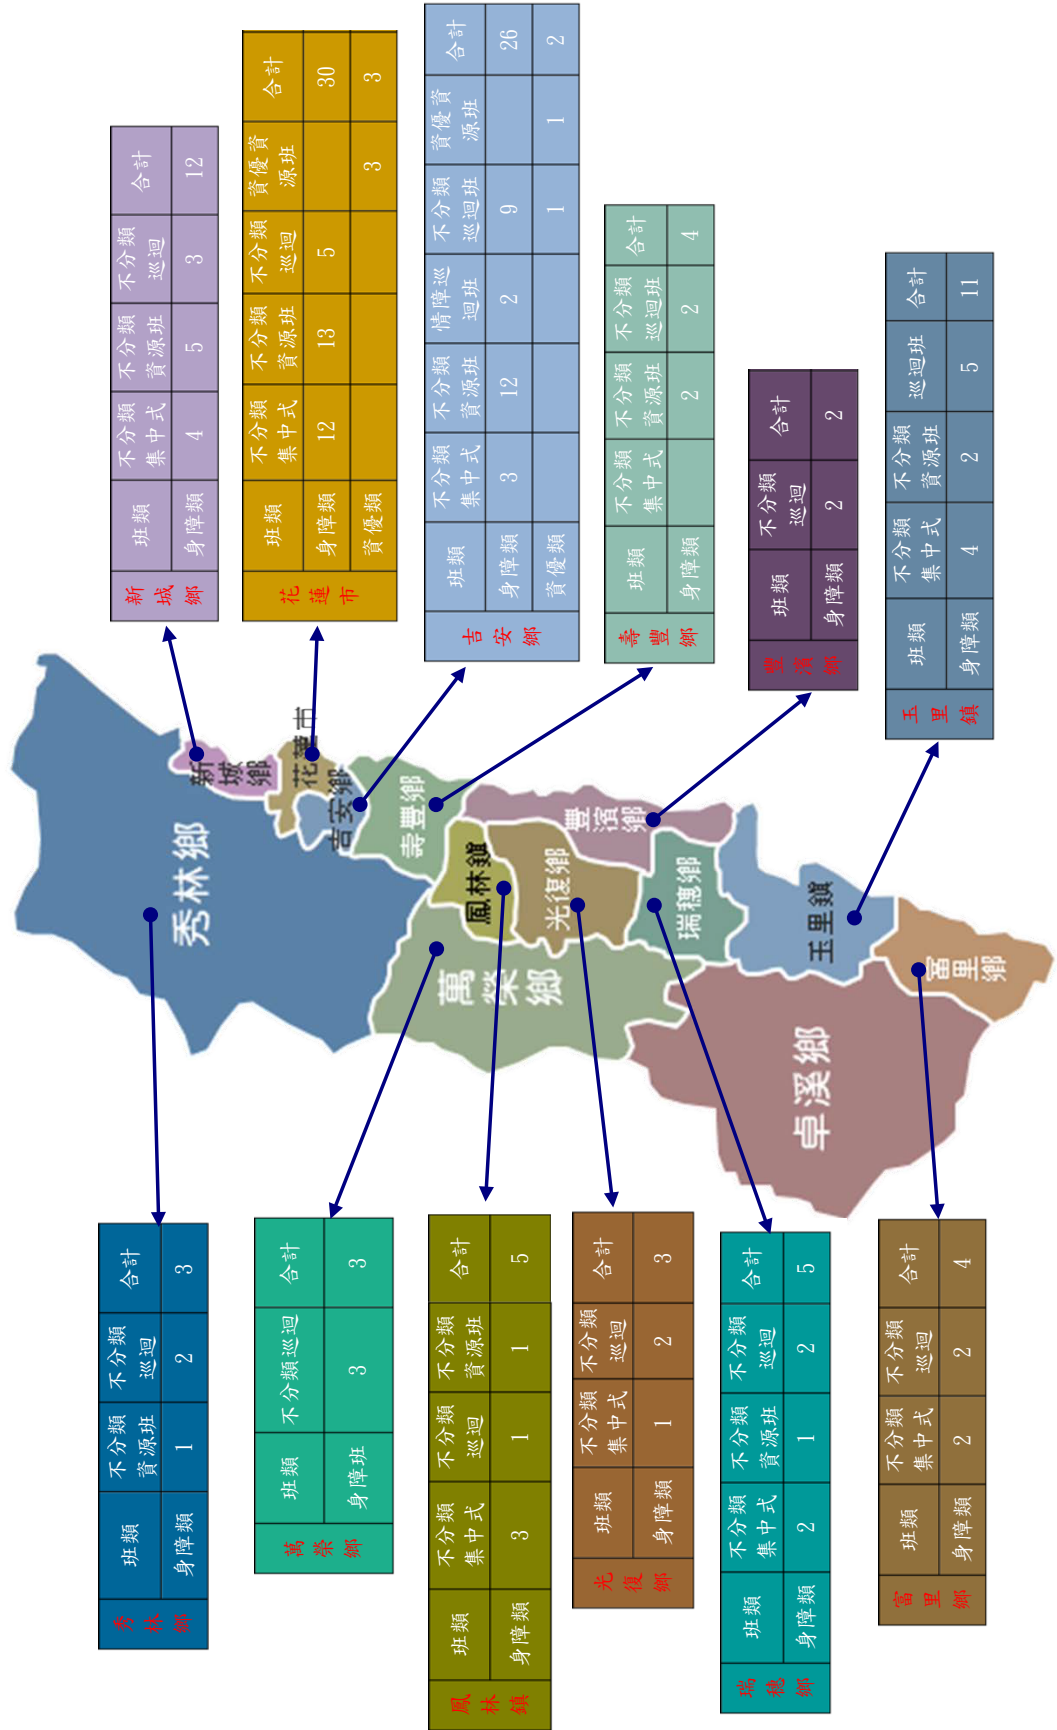 秀林鄉
班類 不分類資源班 不分類巡迴 合計
身障類 1 2 3
萬榮鄉
班類 不分類巡迴 合計
身障班 3 3
鳳林鎮
班類 不分類集中式 不分類巡迴 不分類資源班 合計
身障類 3 1 1 5
光復鄉
班類 不分類集中式 不分類巡迴 合計
身障類 1 2 3
瑞穗鄉
班類 不分類集中式 不分類資源班 不分類巡迴 合計
身障類 2 1 2 5
富里鄉
班類 不分類集中式 不分類巡迴 合計
身障類 2 2 4
秀林鄉
新城鄉
花蓮市
吉安鄉
壽豐鄉
萬榮鄉
鳳林鎮
光復鄉
豐濱鄉
瑞穗鄉
卓溪鄉
玉里鎮
富里鄉
新城鄉
班類 不分類集中式 不分類資源班 不分類巡迴 合計
身障類 4 5 3 12
花蓮市
班類 不分類集中式 不分類資源班 不分類巡迴 資優資源班 合計
身障類 12 13 5 30
資優類 3 3
吉安鄉
班類 不分類集中式 不分類資源班 情障巡迴班 不分類巡迴班 資優資源班 合計
身障類 3 12 2 9 26
資優類 1 1 2
壽豐鄉
班類 不分類集中式 不分類資源班 不分類巡迴班 合計
身障類 2 2 4
豐濱鄉
班類 不分類巡迴 合計
身障類 2 2
玉里鎮
班類 不分類集中式 不分類資源班 巡迴班 合計
身障類 4 2 5 11